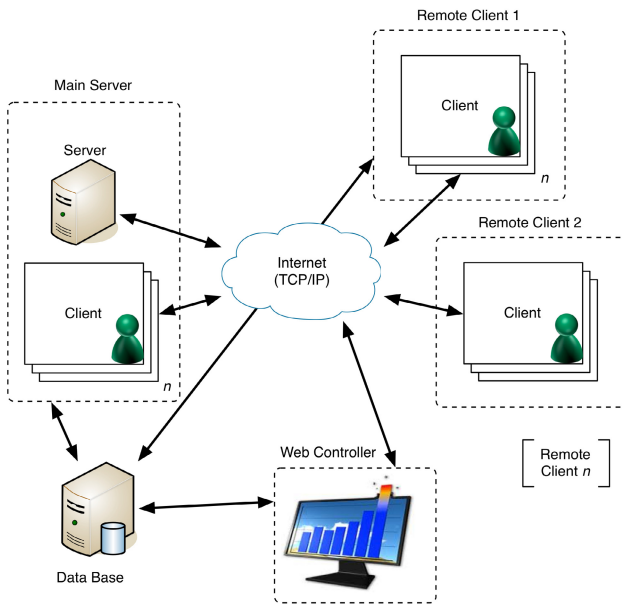 Remote Client 1
Client
n
Main Server
Server
Client
n
Internet
(TCP/IP)
Remote Client 2
Client
Remote
Client n
Web Controller
Data Base